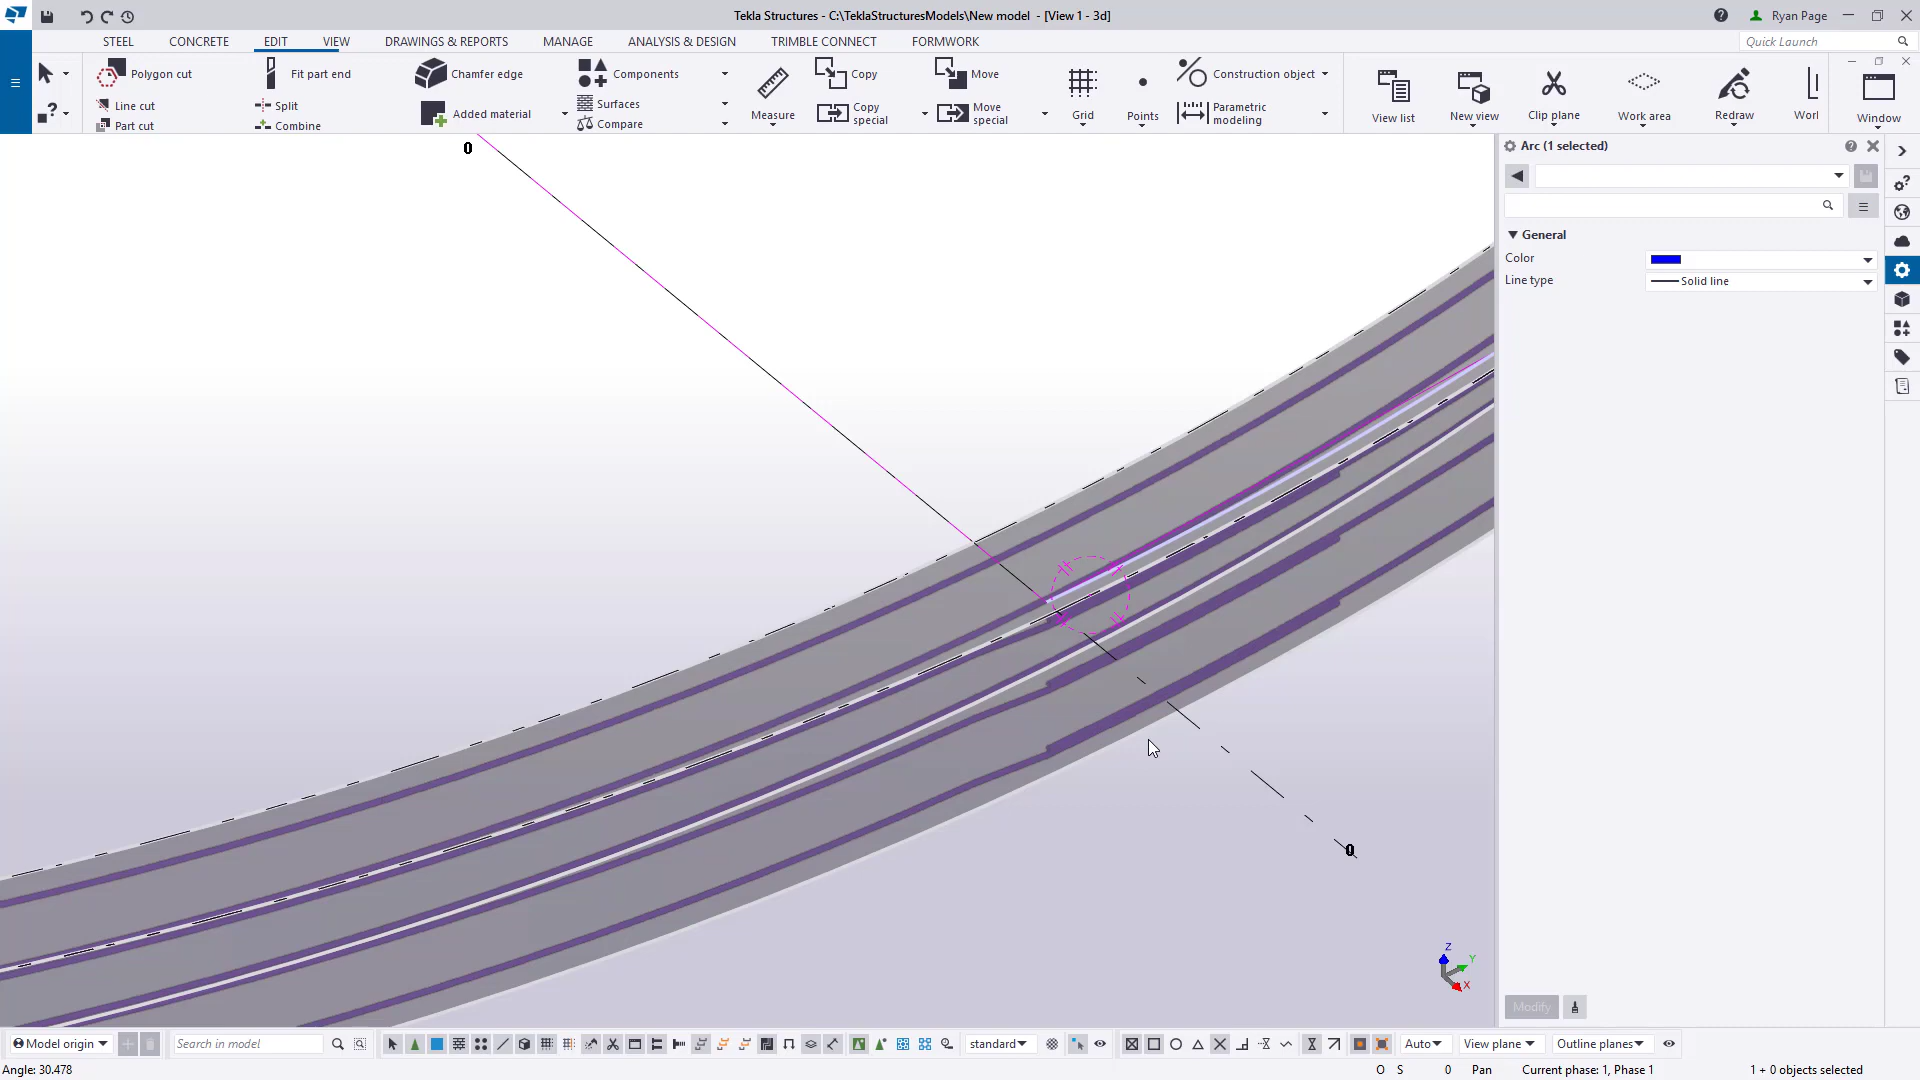 Tekla Structures - C:\TeklaStructuresModels\New model - [View 1 - 3d]
Ryan Page
STEEL CONCRETE EDIT VIEW DRAWINGS & REPORTS MANAGE ANALYSIS & DESIGN TRIMBLE CONNECT FORMWORK
Quick Launch
Polygon cut
Line cut
Part cut
Fit part end
Split
Combine
Chamfer edge
Added material
Components
Surfaces
Compare
Measure
Copy
Copy special
Move
Move special
Grid
Points
Construction object
Parametric modeling
View list
New view
Clip plane
Work area
Redraw
Worl
Window
Arc (1 selected)
General
Color
Line type
Solid line
0
0
Z
Y
X
Modify
Model origin
Search in model
standard
Auto
View plane
Outline planes
Angle: 30.478
O S 0 Pan Current phase: 1, Phase 1 1 + 0 objects selected